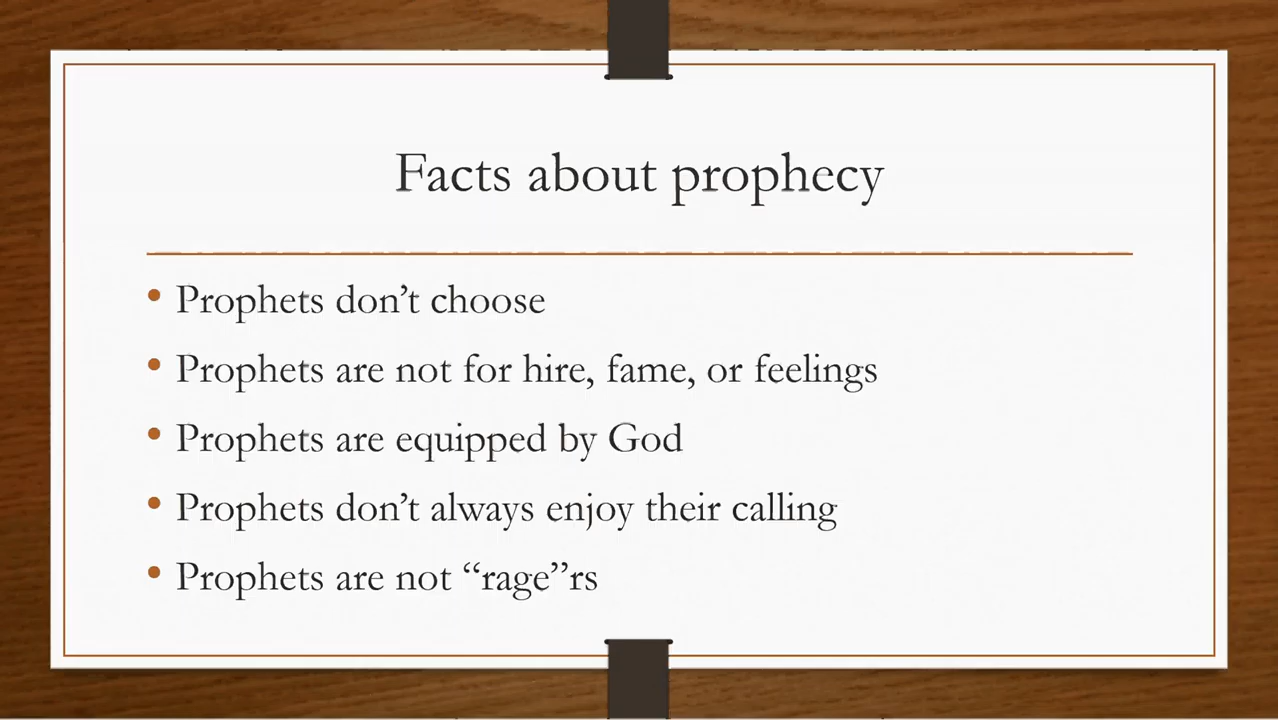 Facts about prophecy
• Prophets don’t choose
• Prophets are not for hire, fame, or feelings
• Prophets are equipped by God
• Prophets don’t always enjoy their calling
• Prophets are not “rage”rs